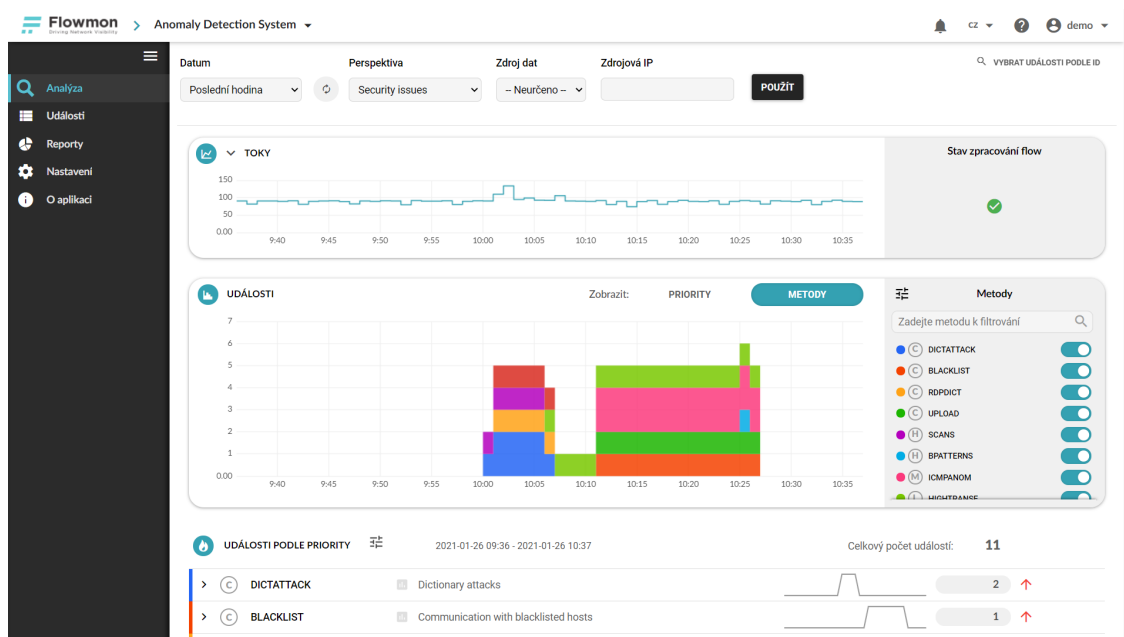 Flowmon
Driving Network Visibility
Anomaly Detection System
CZ
demo
Analýza
Události
Reporty
Nastavení
O aplikaci
Datum
Perspektiva
Zdroj dat
Zdrojová IP
VYBRAT UDÁLOSTI PODLE ID
Poslední hodina
Security issues
-- Neurčeno --
POUŽÍT
TOKY
150
100
50
0.00
9:40 9:45 9:50 9:55 10:00 10:05 10:10 10:15 10:20 10:25 10:30 10:35
Stav zpracování flow
UDÁLOSTI
Zobrazit:
PRIORITY
METODY
7
6
5
4
3
2
1
0.00
9:40 9:45 9:50 9:55 10:00 10:05 10:10 10:15 10:20 10:25 10:30 10:35
Metody
Zadejte metodu k filtrování
C DICTATTACK
C BLACKLIST
C RDPDICT
C UPLOAD
H SCANS
H BPATTERNS
M ICMPANOM
L HIGHTRANSF
UDÁLOSTI PODLE PRIORITY
2021-01-26 09:36 - 2021-01-26 10:37
Celkový počet událostí: 11
C DICTATTACK Dictionary attacks 2
C BLACKLIST Communication with blacklisted hosts 1